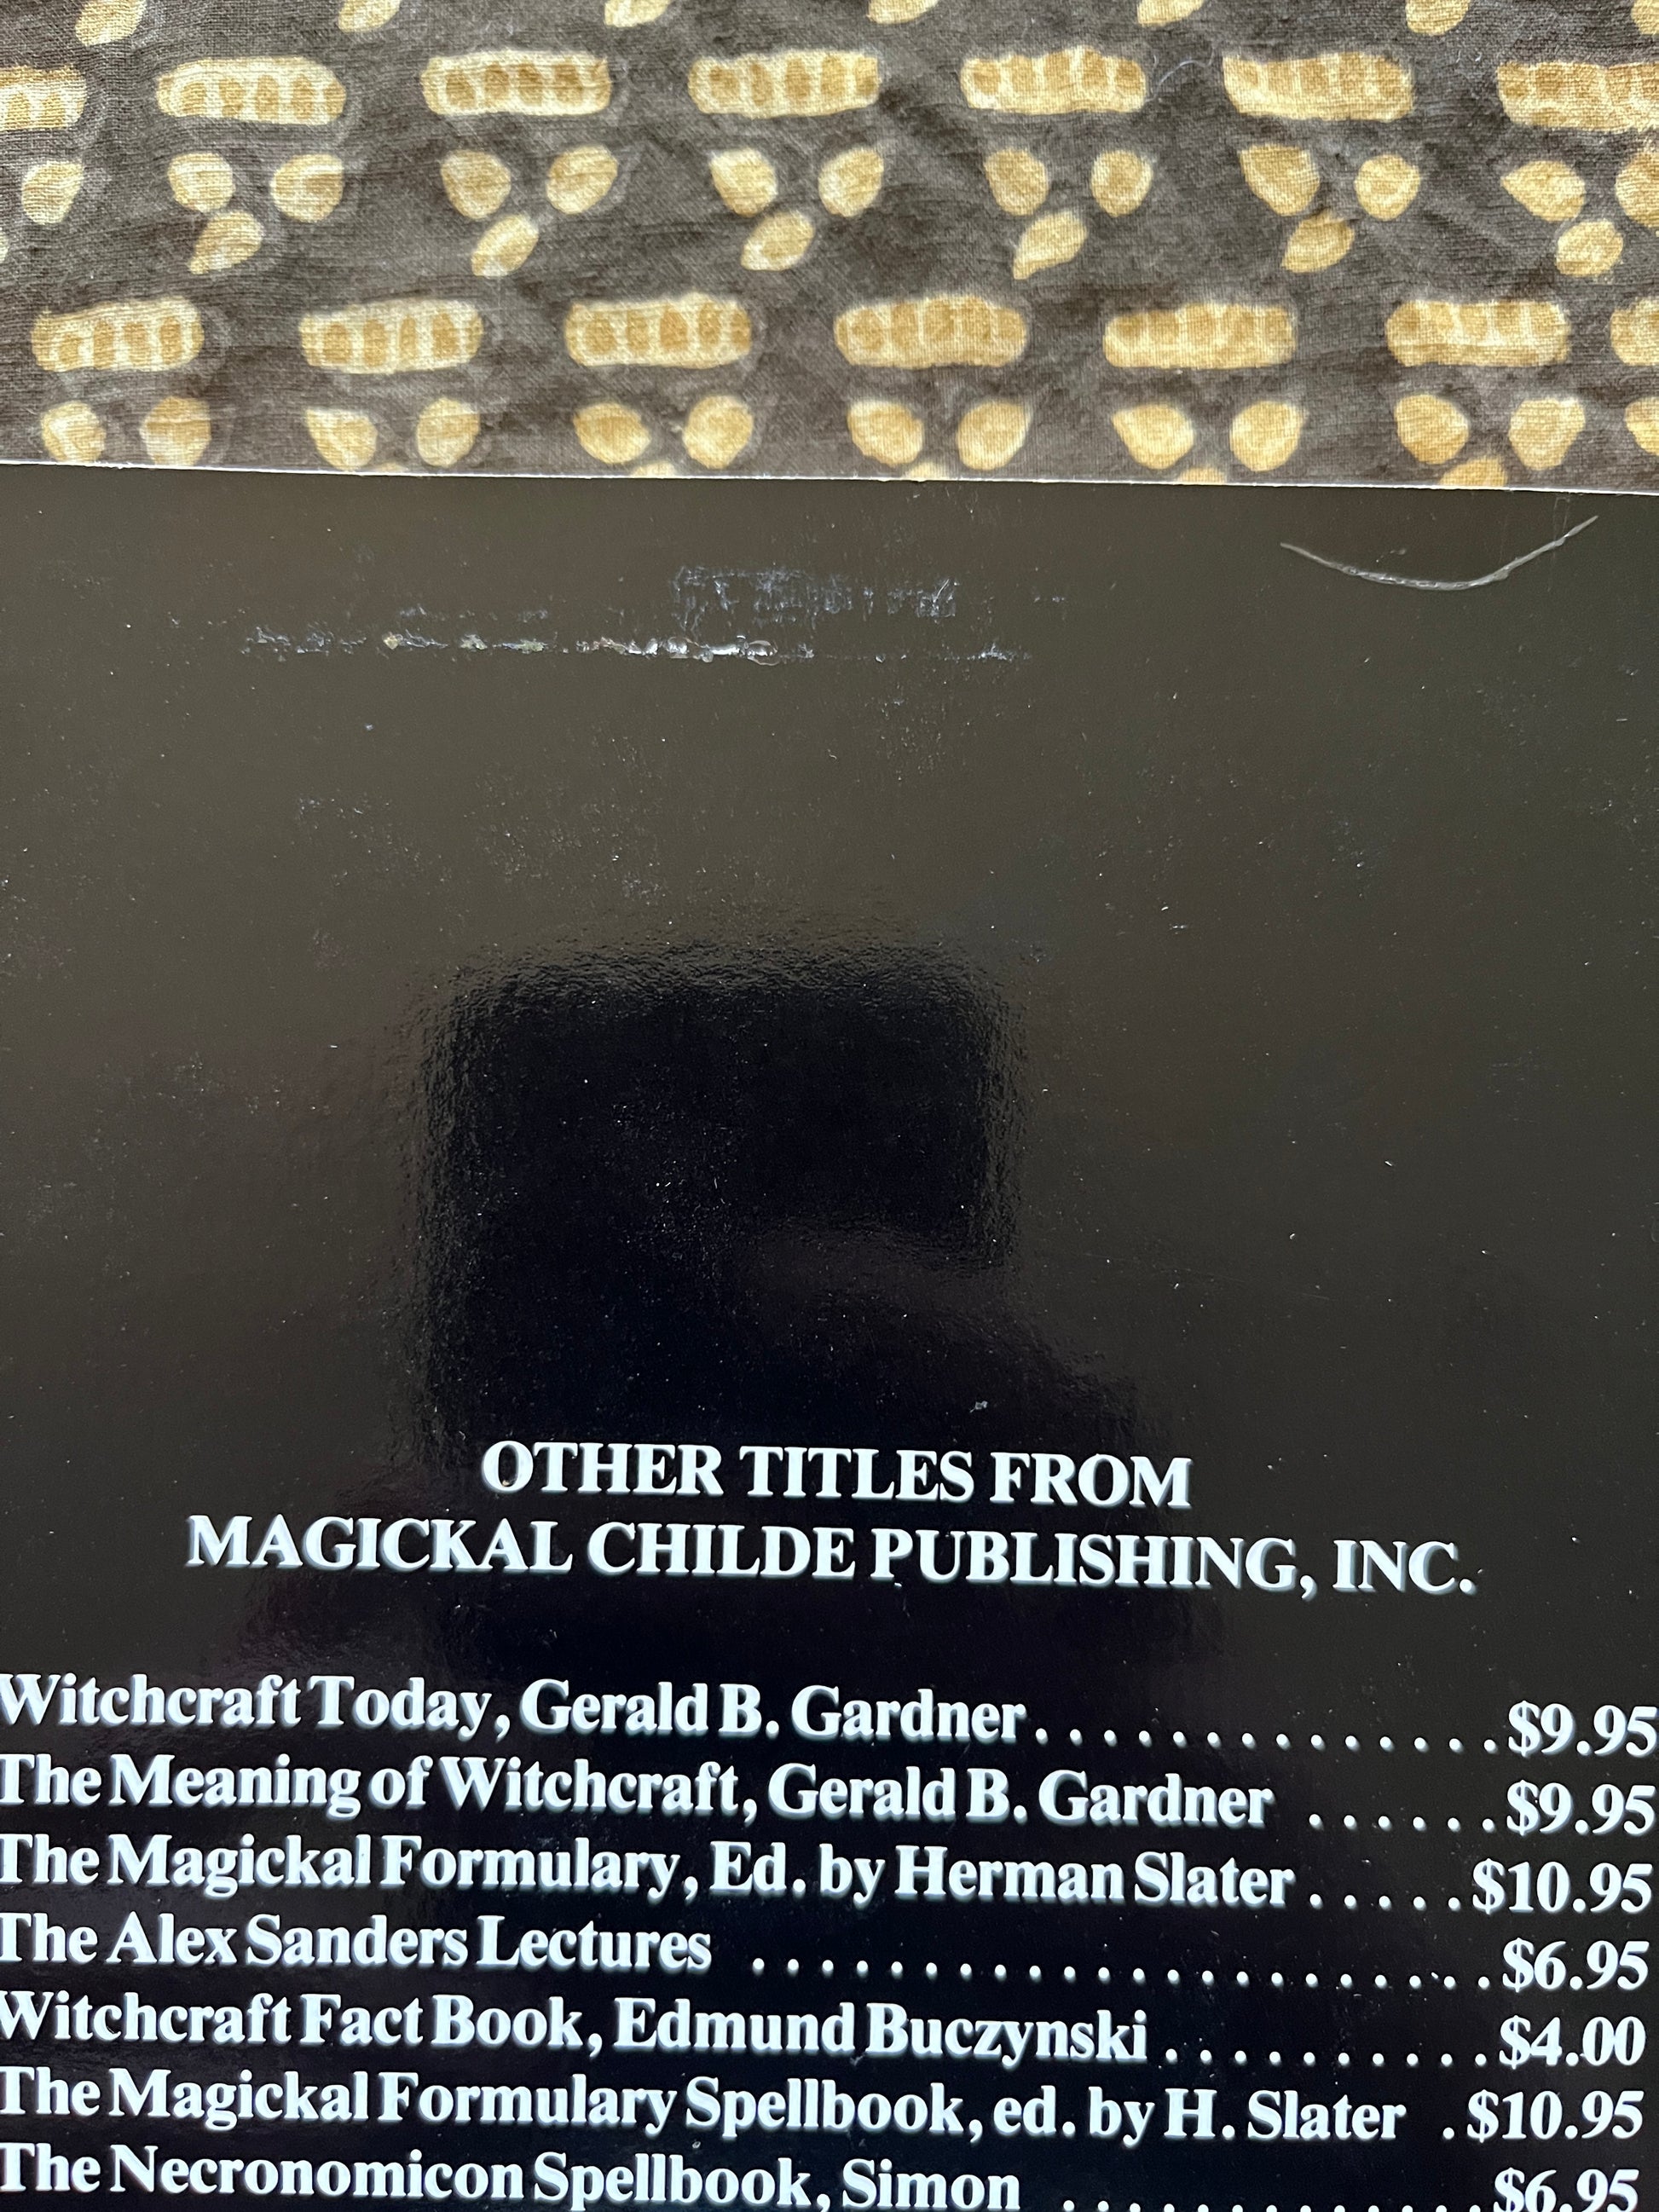 OTHER TITLES FROM
MAGICKAL CHILDE PUBLISHING, INC.
Witchcraft Today, Gerald B. Gardner . . . . . . . . . . . . . . $9.95
The Meaning of Witchcraft, Gerald B. Gardner . . . . . . $9.95
The Magickal Formulary, Ed. by Herman Slater . . . . . $10.95
The Alex Sanders Lectures . . . . . . . . . . . . . . . . . . . . . . $6.95
Witchcraft Fact Book, Edmund Buczynski . . . . . . . . . . $4.00
The Magickal Formulary Spellbook, ed. by H. Slater . $10.95
The Necronomicon Spellbook, Simon . . . . . . . . . . . . . $6.95